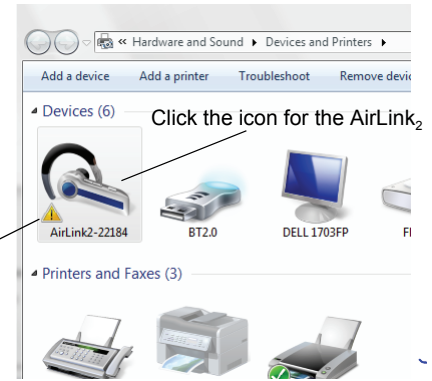 « Hardware and Sound ▸ Devices and Printers ▸
Add a device Add a printer Troubleshoot Remove devic
Devices (6)
Click the icon for the AirLink₂
AirLink2-22184 BT2.0 DELL 1703FP
Printers and Faxes (3)